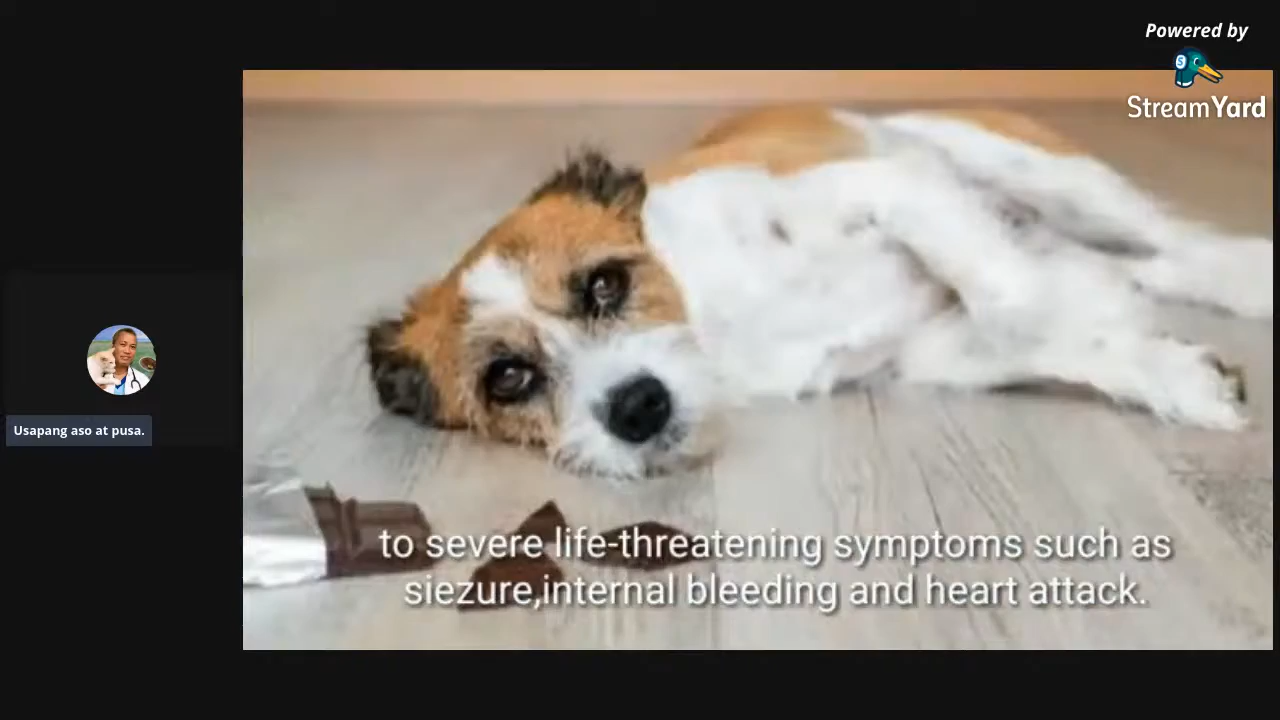 Powered by
StreamYard
Usapang aso at pusa.
to severe life-threatening symptoms such as
siezure,internal bleeding and heart attack.